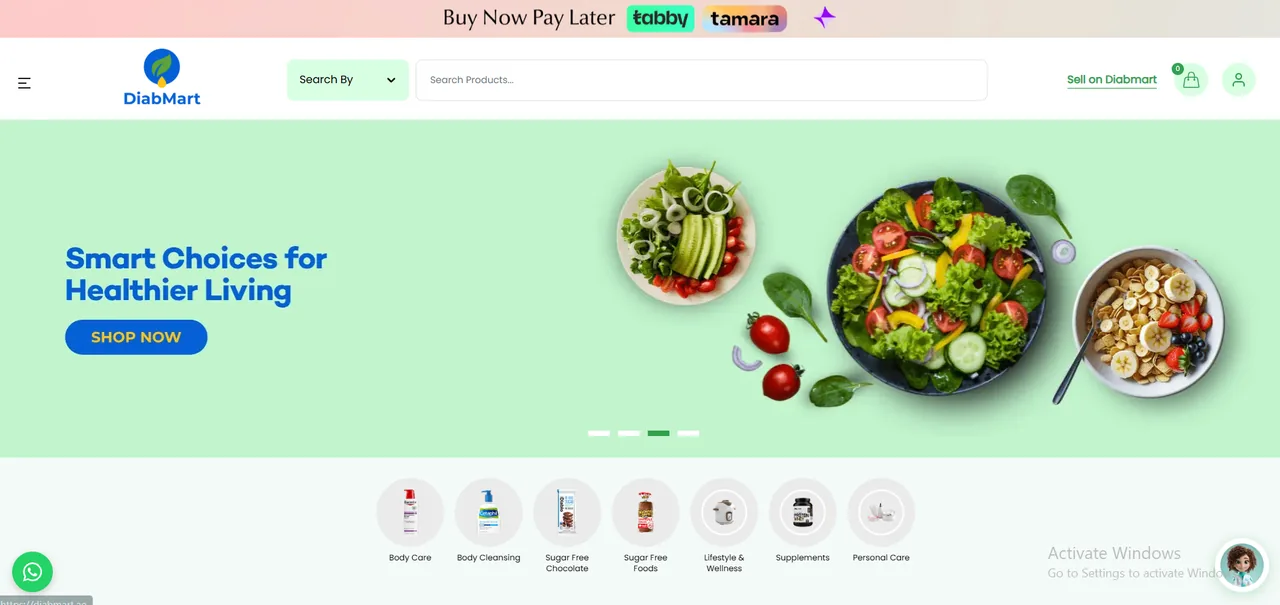 Buy Now Pay Later tabby tamara
DiabMart
Search By
Search Products...
Sell on Diabmart
0
Smart Choices for
Healthier Living
SHOP NOW
Body Care
Body Cleansing
Sugar Free
Chocolate
Sugar Free
Foods
Lifestyle &
Wellness
Supplements
Personal Care
Cetaphil
Activate Windows
Go to Settings to activate